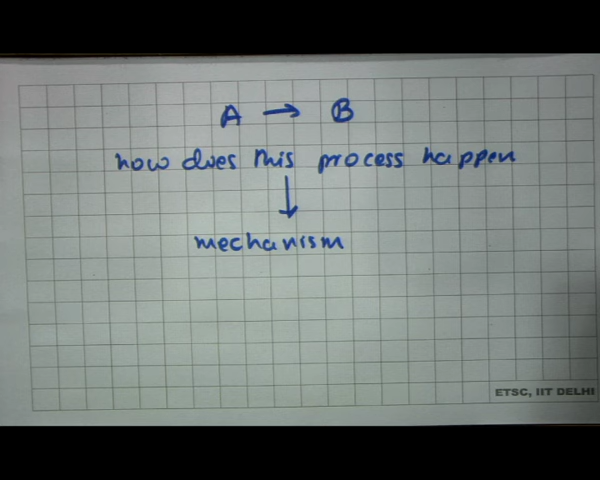 A → B
how does this process happen
↓
mechanism
ETSC, IIT DELHI